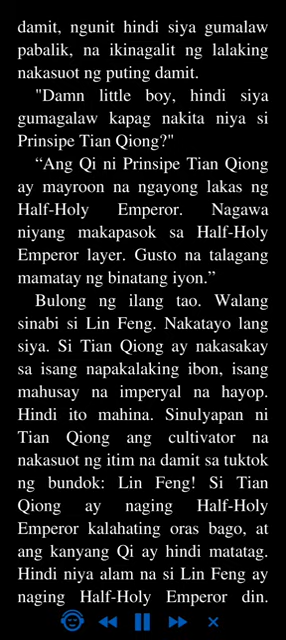 damit, ngunit hindi siya gumalaw
pabalik, na ikinagalit ng lalaking
nakasuot ng puting damit.
"Damn little boy, hindi siya
gumagalaw kapag nakita niya si
Prinsipe Tian Qiong?"
“Ang Qi ni Prinsipe Tian Qiong
ay mayroon na ngayong lakas ng
Half-Holy Emperor. Nagawa
niyang makapasok sa Half-Holy
Emperor layer. Gusto na talagang
mamatay ng binatang iyon.”
Bulong ng ilang tao. Walang
sinabi si Lin Feng. Nakatayo lang
siya. Si Tian Qiong ay nakasakay
sa isang napakalaking ibon, isang
mahusay na imperyal na hayop.
Hindi ito mahina. Sinulyapan ni
Tian Qiong ang cultivator na
nakasuot ng itim na damit sa tuktok
ng bundok: Lin Feng! Si Tian
Qiong ay naging Half-Holy
Emperor kalahating oras bago, at
ang kanyang Qi ay hindi matatag.
Hindi niya alam na si Lin Feng ay
naging Half-Holy Emperor din.